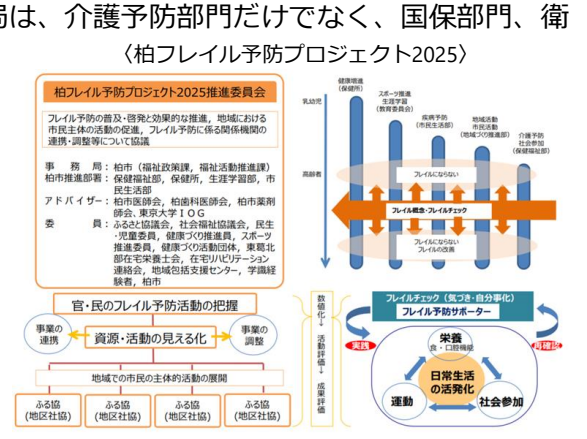 局は、介護予防部門だけでなく、国保部門、衛
〈柏フレイル予防プロジェクト2025〉
柏フレイル予防プロジェクト2025推進委員会
フレイル予防の普及・啓発と効果的な推進，地域における
市民主体の活動の促進，フレイル予防に係る関係機関の
連携・調整等について協議
事務局：柏市（福祉政策課，福祉活動推進課）
柏市推進部署：保健福祉部，保健所，生涯学習部，市
民生活部
アドバイザー：柏市医師会，柏歯科医師会，柏市薬剤
師会、東京大学ＩＯＧ
委員：ふるさと協議会，社会福祉協議会，民生
・児童委員，健康づくり推進員，スポーツ
推進委員，健康づくり活動団体，東葛北
部在宅栄養士会，在宅リハビリテーション
連絡会，地域包括支援センター，学識経
験者，柏市
健康増進
(保健所)
スポーツ推進
生涯学習
(教育委員会)
疾病予防
(市民生活部)
地域活動
市民活動
(地域づくり推進部)
介護予防
社会参加
(保健福祉部)
乳幼児
高齢者
フレイルにならない
フレイル概念・フレイルチェック
フレイルにならない
フレイルの改善
官・民のフレイル予防活動の把握
事業の
連携
資源・活動の見える化
事業の
調整
地域での市民の主体的活動の展開
ふる協
(地区社協)
ふる協
(地区社協)
ふる協
(地区社協)
ふる協
(地区社協)
数値化→活動評価→成果評価
フレイルチェック（気づき・自分事化）
フレイル予防サポーター
実践
再確認
栄養
食・口腔機能
日常生活
の活発化
運動
社会参加